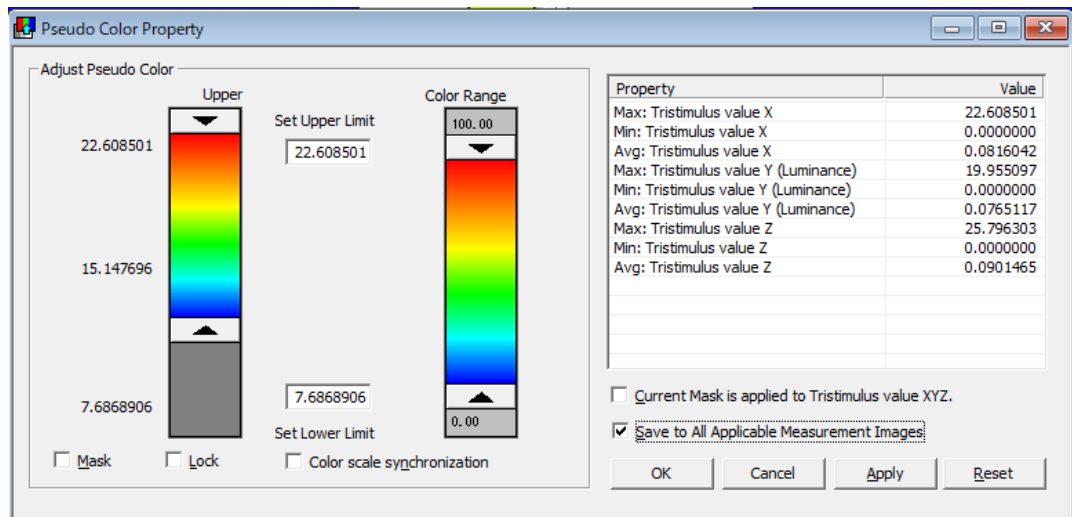 Pseudo Color Property
Adjust Pseudo Color
Upper
Color Range
22.608501
Set Upper Limit
22.608501
100.00
15.147696
7.6868906
7.6868906
Set Lower Limit
0.00
Mask
Lock
Color scale synchronization
Property Value
Max: Tristimulus value X 22.608501
Min: Tristimulus value X 0.0000000
Avg: Tristimulus value X 0.0816042
Max: Tristimulus value Y (Luminance) 19.955097
Min: Tristimulus value Y (Luminance) 0.0000000
Avg: Tristimulus value Y (Luminance) 0.0765117
Max: Tristimulus value Z 25.796303
Min: Tristimulus value Z 0.0000000
Avg: Tristimulus value Z 0.0901465
Current Mask is applied to Tristimulus value XYZ.
Save to All Applicable Measurement Images
OK Cancel Apply Reset